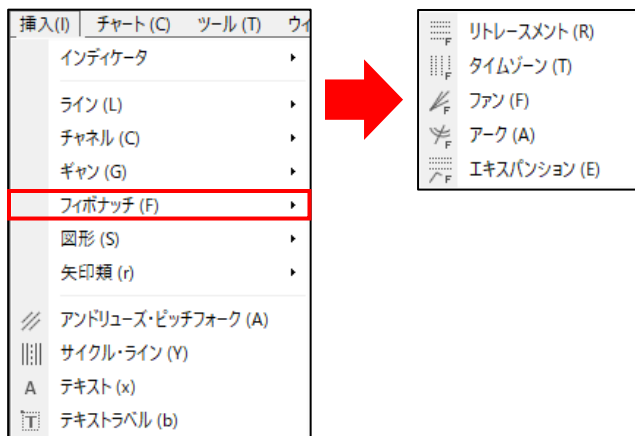 挿入(I) チャート(C) ツール(T) ウィ
インディケータ
ライン(L)
チャネル(C)
ギャン(G)
フィボナッチ(F)
図形(S)
矢印類(r)
アンドリューズ・ピッチフォーク(A)
サイクル・ライン(Y)
A テキスト(x)
T テキストラベル(b)
F リトレースメント(R)
F タイムゾーン(T)
F ファン(F)
F アーク(A)
F エキスパンション(E)